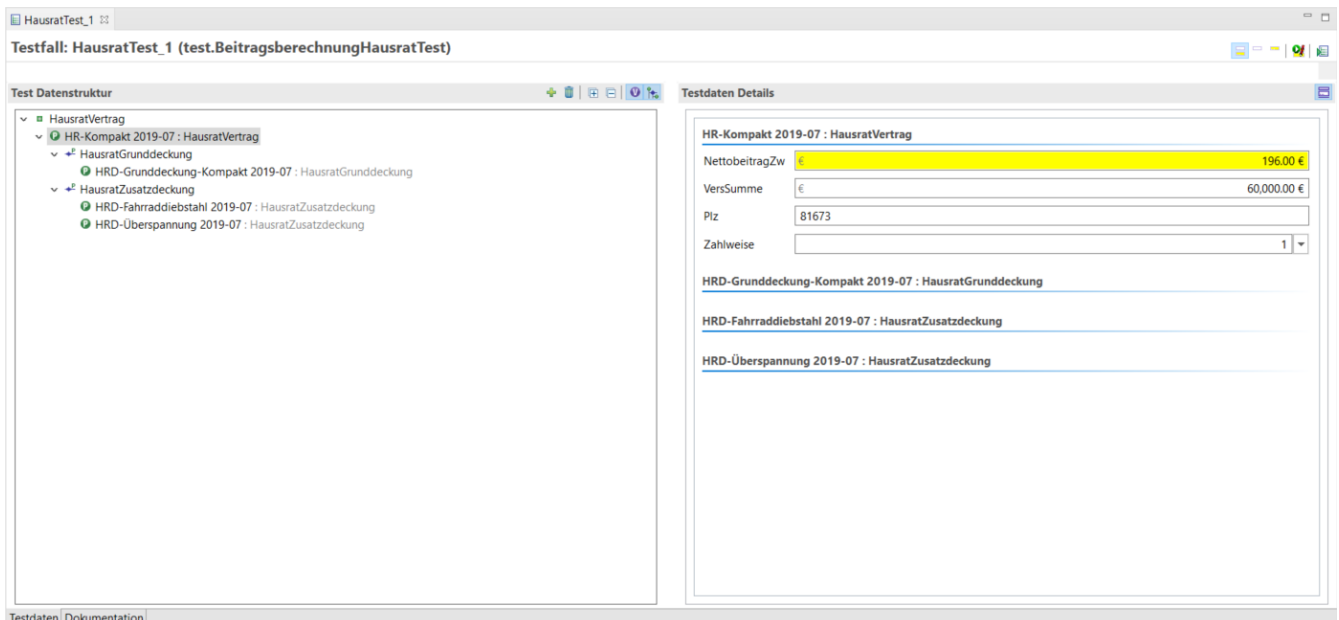 HausratTest_1
Testfall: HausratTest_1 (test.BeitragsberechnungHausratTest)
Test Datenstruktur
HausratVertrag
HR-Kompakt 2019-07 : HausratVertrag
HausratGrunddeckung
HRD-Grunddeckung-Kompakt 2019-07 : HausratGrunddeckung
HausratZusatzdeckung
HRD-Fahrraddiebstahl 2019-07 : HausratZusatzdeckung
HRD-Überspannung 2019-07 : HausratZusatzdeckung
Testdaten Details
HR-Kompakt 2019-07 : HausratVertrag
NettobeitragZw € 196.00 €
VersSumme € 60,000.00 €
Plz 81673
Zahlweise 1
HRD-Grunddeckung-Kompakt 2019-07 : HausratGrunddeckung
HRD-Fahrraddiebstahl 2019-07 : HausratZusatzdeckung
HRD-Überspannung 2019-07 : HausratZusatzdeckung
Testdaten Dokumentation